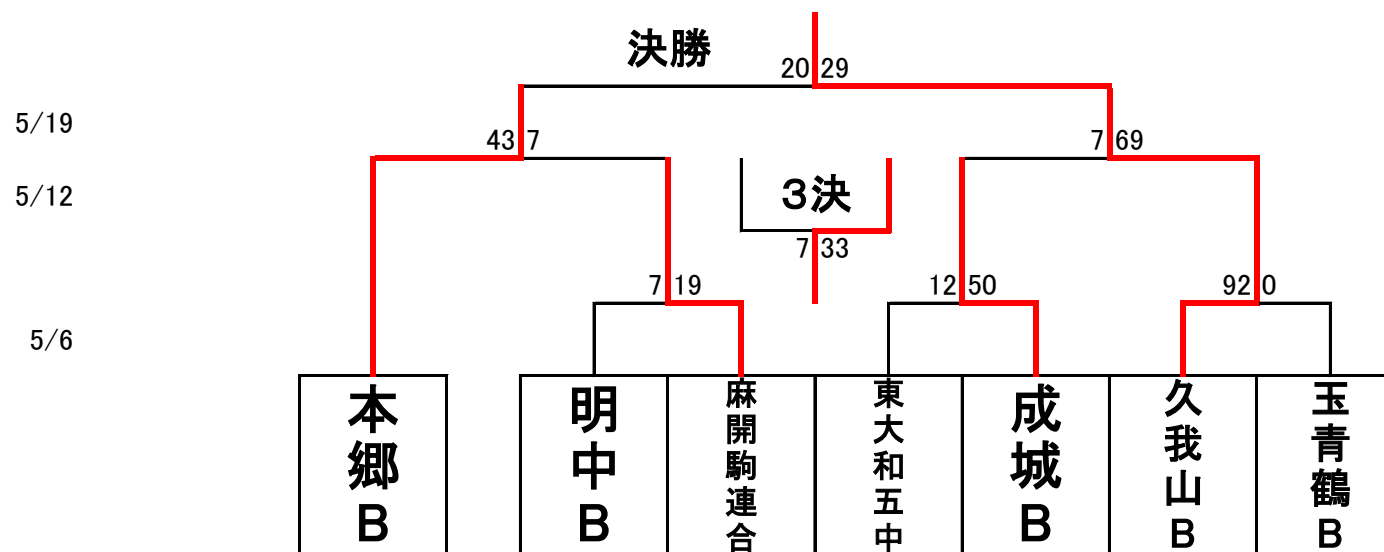 決勝
20 29
5/19
43 7
7 69
5/12
3決
7 33
7 19
12 50
92 0
5/6
本郷B
明中B
麻開駒連合
東大和五中
成城B
久我山B
玉青鶴B